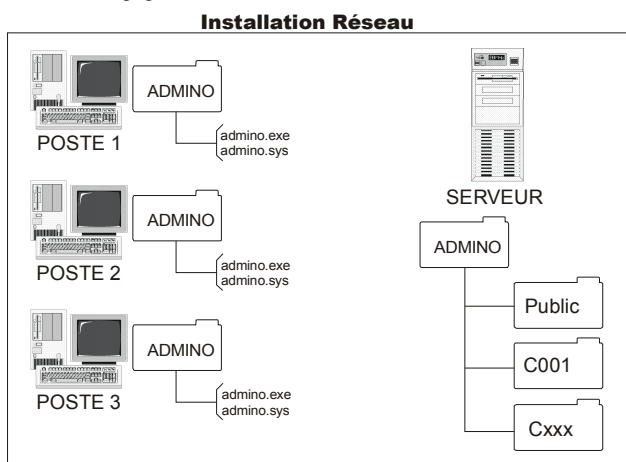 Installation Réseau
ADMINO
admino.exe
admino.sys
POSTE 1
ADMINO
admino.exe
admino.sys
POSTE 2
ADMINO
admino.exe
admino.sys
POSTE 3
SERVEUR
ADMINO
Public
C001
Cxxx